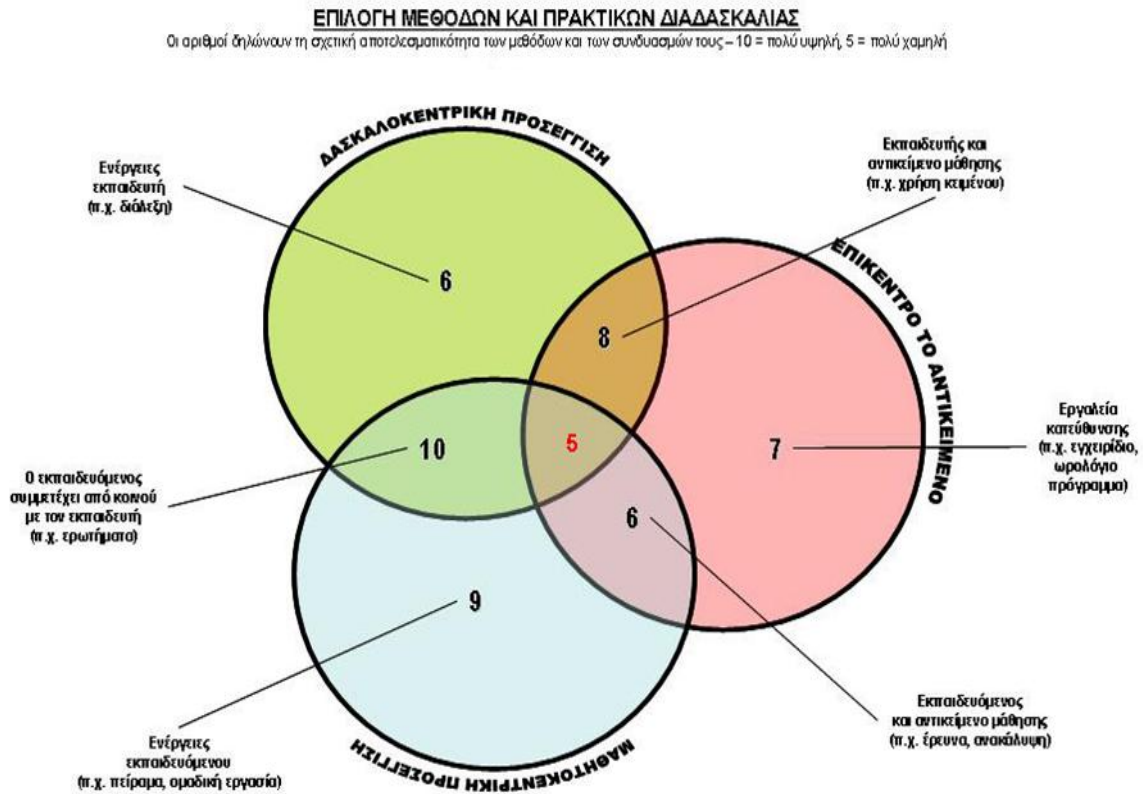 ΕΠΙΛΟΓΗ ΜΕΘΟΔΩΝ ΚΑΙ ΠΡΑΚΤΙΚΩΝ ΔΙΑΔΑΣΚΑΛΙΑΣ
Οι αριθμοί δηλώνουν τη σχετική αποτελεσματικότητα των μεθόδων και των συνδυασμών τους – 10 = πολύ υψηλή, 5 = πολύ χαμηλή
ΔΑΣΚΑΛΟΚΕΝΤΡΙΚΗ ΠΡΟΣΕΓΓΙΣΗ
Ενέργειες
εκπαιδευτή
(π.χ. διάλεξη)
Εκπαιδευτής και
αντικείμενο μάθησης
(π.χ. χρήση κειμένου)
ΕΠΙΚΕΝΤΡΟ ΤΟ ΑΝΤΙΚΕΙΜΕΝΟ
6
8
10
5
7
6
9
Εργαλεία
κατεύθυνσης
(π.χ. εγχειρίδιο,
ωρολόγιο
πρόγραμμα)
Ο εκπαιδευόμενος
συμμετέχει από κοινού
με τον εκπαιδευτή
(π.χ. ερωτήματα)
Εκπαιδευόμενος
και αντικείμενο μάθησης
(π.χ. έρευνα, ανακάλυψη)
Ενέργειες
εκπαιδευόμενου
(π.χ. πείραμα, ομαδική εργασία)
ΜΑΘΗΤΟΚΕΝΤΡΙΚΗ ΠΡΟΣΕΓΓΙΣΗ